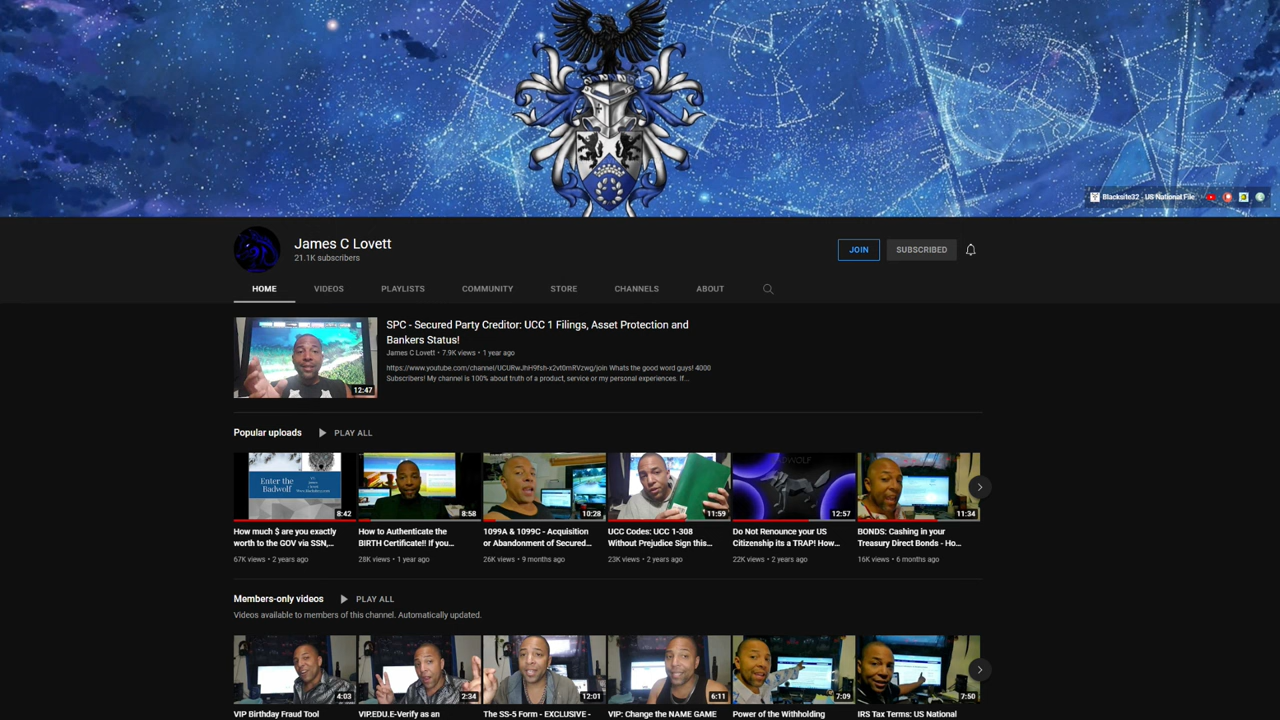 Blacksite32 - US National File
James C Lovett
21.1K subscribers
JOIN
SUBSCRIBED
HOME
VIDEOS
PLAYLISTS
COMMUNITY
STORE
CHANNELS
ABOUT
SPC - Secured Party Creditor: UCC 1 Filings, Asset Protection and
Bankers Status!
James C Lovett • 7.9K views • 1 year ago
https://www.youtube.com/channel/UCURwJhH9fsh-x2vt0mRVzwg/join Whats the good word guys! 4000
Subscribers! My channel is 100% about truth of a product, service or my personal experiences. If...
12:47
Popular uploads
PLAY ALL
Enter the
Badwolf
8:42
8:58
10:28
11:59
12:57
11:34
How much $ are you exactly
worth to the GOV via SSN,...
67K views • 2 years ago
How to Authenticate the
BIRTH Certificate!! If you...
28K views • 1 year ago
1099A & 1099C - Acquisition
or Abandonment of Secured...
26K views • 9 months ago
UCC Codes: UCC 1-308
Without Prejudice Sign this...
23K views • 2 years ago
Do Not Renounce your US
Citizenship its a TRAP! How...
22K views • 2 years ago
BONDS: Cashing in your
Treasury Direct Bonds - Ho...
16K views • 6 months ago
Members-only videos
PLAY ALL
Videos available to members of this channel. Automatically updated.
4:03
2:34
12:01
6:11
7:09
7:50
VIP Birthday Fraud Tool
VIP.EDU.E-Verify as an
The SS-5 Form - EXCLUSIVE -
VIP: Change the NAME GAME
Power of the Withholding
IRS Tax Terms: US National